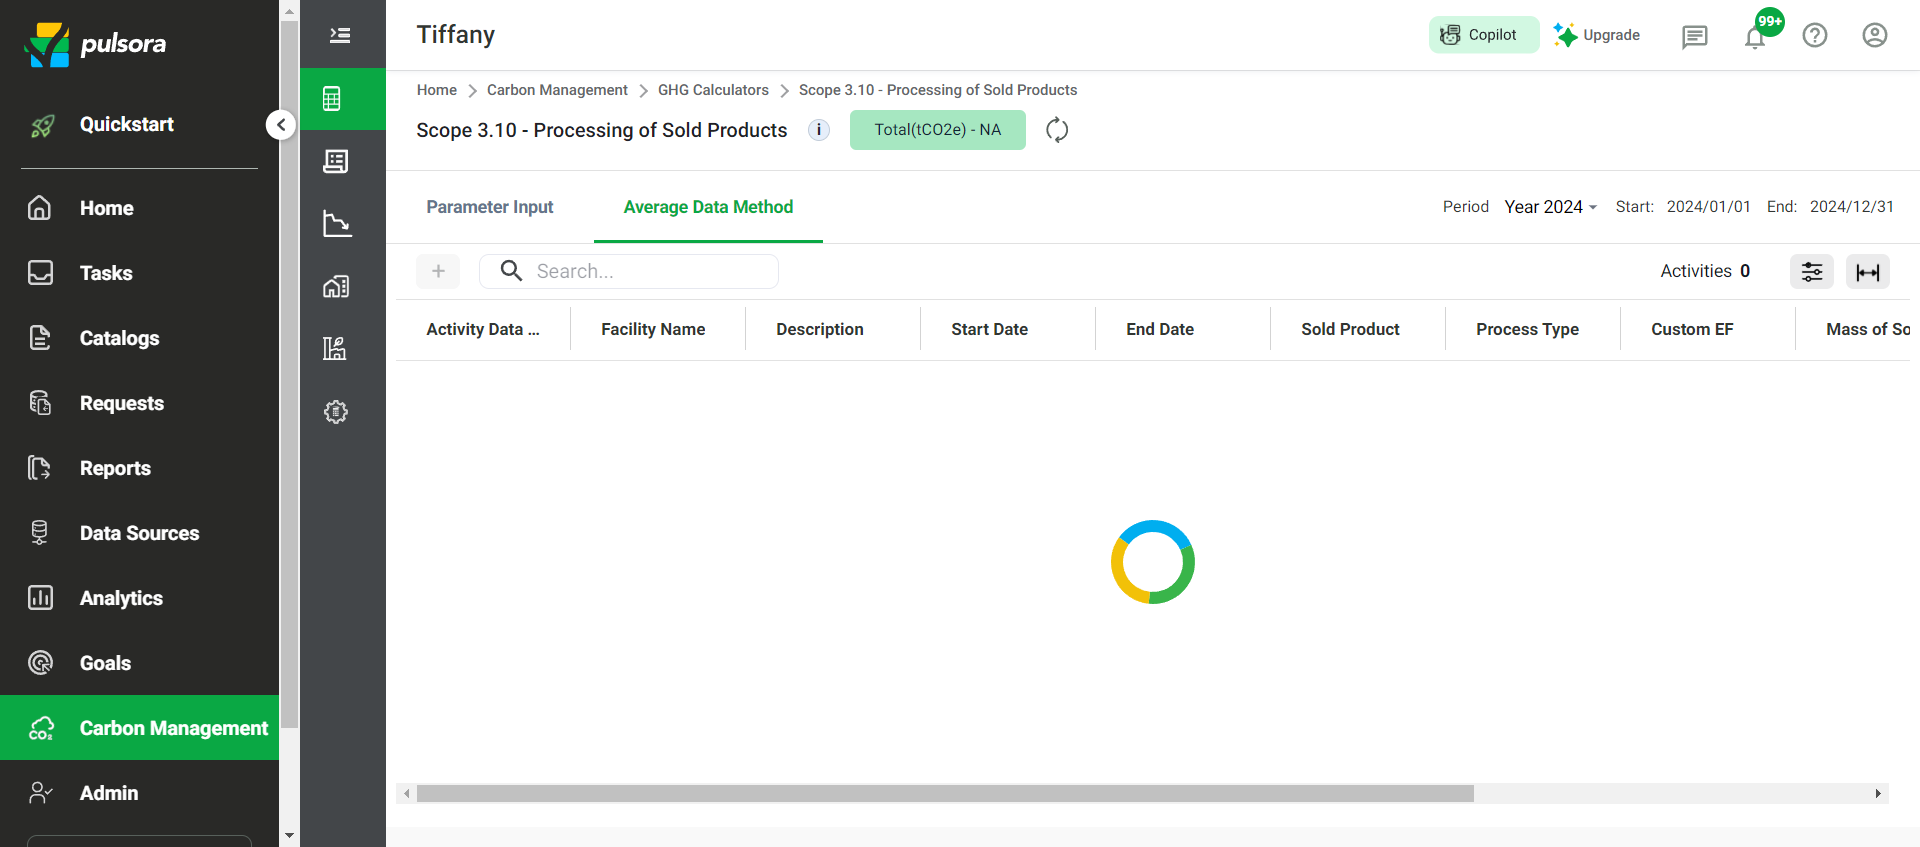 pulsora
Quickstart
Home
Tasks
Catalogs
Requests
Reports
Data Sources
Analytics
Goals
CO₂
Carbon Management
Admin
Tiffany
Copilot
Upgrade
99+
Home
Carbon Management
GHG Calculators
Scope 3.10 - Processing of Sold Products
Scope 3.10 - Processing of Sold Products
i
Total(tCO2e) - NA
Parameter Input
Average Data Method
Period Year 2024 Start: 2024/01/01 End: 2024/12/31
+
Search...
Activities 0
Activity Data ...
Facility Name
Description
Start Date
End Date
Sold Product
Process Type
Custom EF
Mass of So